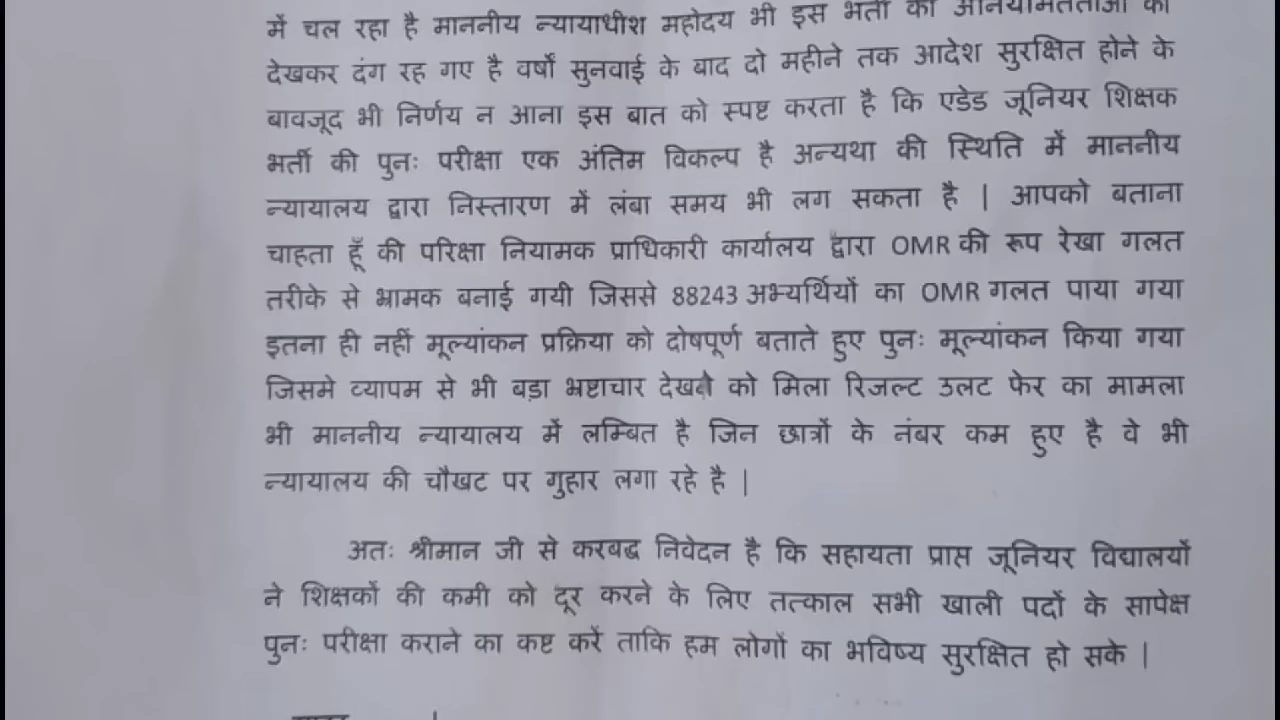 में चल रहा है माननीय न्यायाधीश महोदय भी इस भर्ती की अनियमितताओं को
देखकर दंग रह गए है वर्षों सुनवाई के बाद दो महीने तक आदेश सुरक्षित होने के
बावजूद भी निर्णय न आना इस बात को स्पष्ट करता है कि एडेड जूनियर शिक्षक
भर्ती की पुनः परीक्षा एक अंतिम विकल्प है अन्यथा की स्थिति में माननीय
न्यायालय द्वारा निस्तारण में लंबा समय भी लग सकता है | आपको बताना
चाहता हूँ की परिक्षा नियामक प्राधिकारी कार्यालय द्वारा OMR की रूप रेखा गलत
तरीके से भ्रामक बनाई गयी जिससे 88243 अभ्यर्थियों का OMR गलत पाया गया
इतना ही नहीं मूल्यांकन प्रक्रिया को दोषपूर्ण बताते हुए पुनः मूल्यांकन किया गया
जिसमे व्यापम से भी बड़ा भ्रष्टाचार देखने को मिला रिजल्ट उलट फेर का मामला
भी माननीय न्यायालय में लम्बित है जिन छात्रों के नंबर कम हुए है वे भी
न्यायालय की चौखट पर गुहार लगा रहे है |
अतः श्रीमान जी से करबद्ध निवेदन है कि सहायता प्राप्त जूनियर विद्यालयों
ने शिक्षकों की कमी को दूर करने के लिए तत्काल सभी खाली पदों के सापेक्ष
पुनः परीक्षा कराने का कष्ट करें ताकि हम लोगों का भविष्य सुरक्षित हो सके |